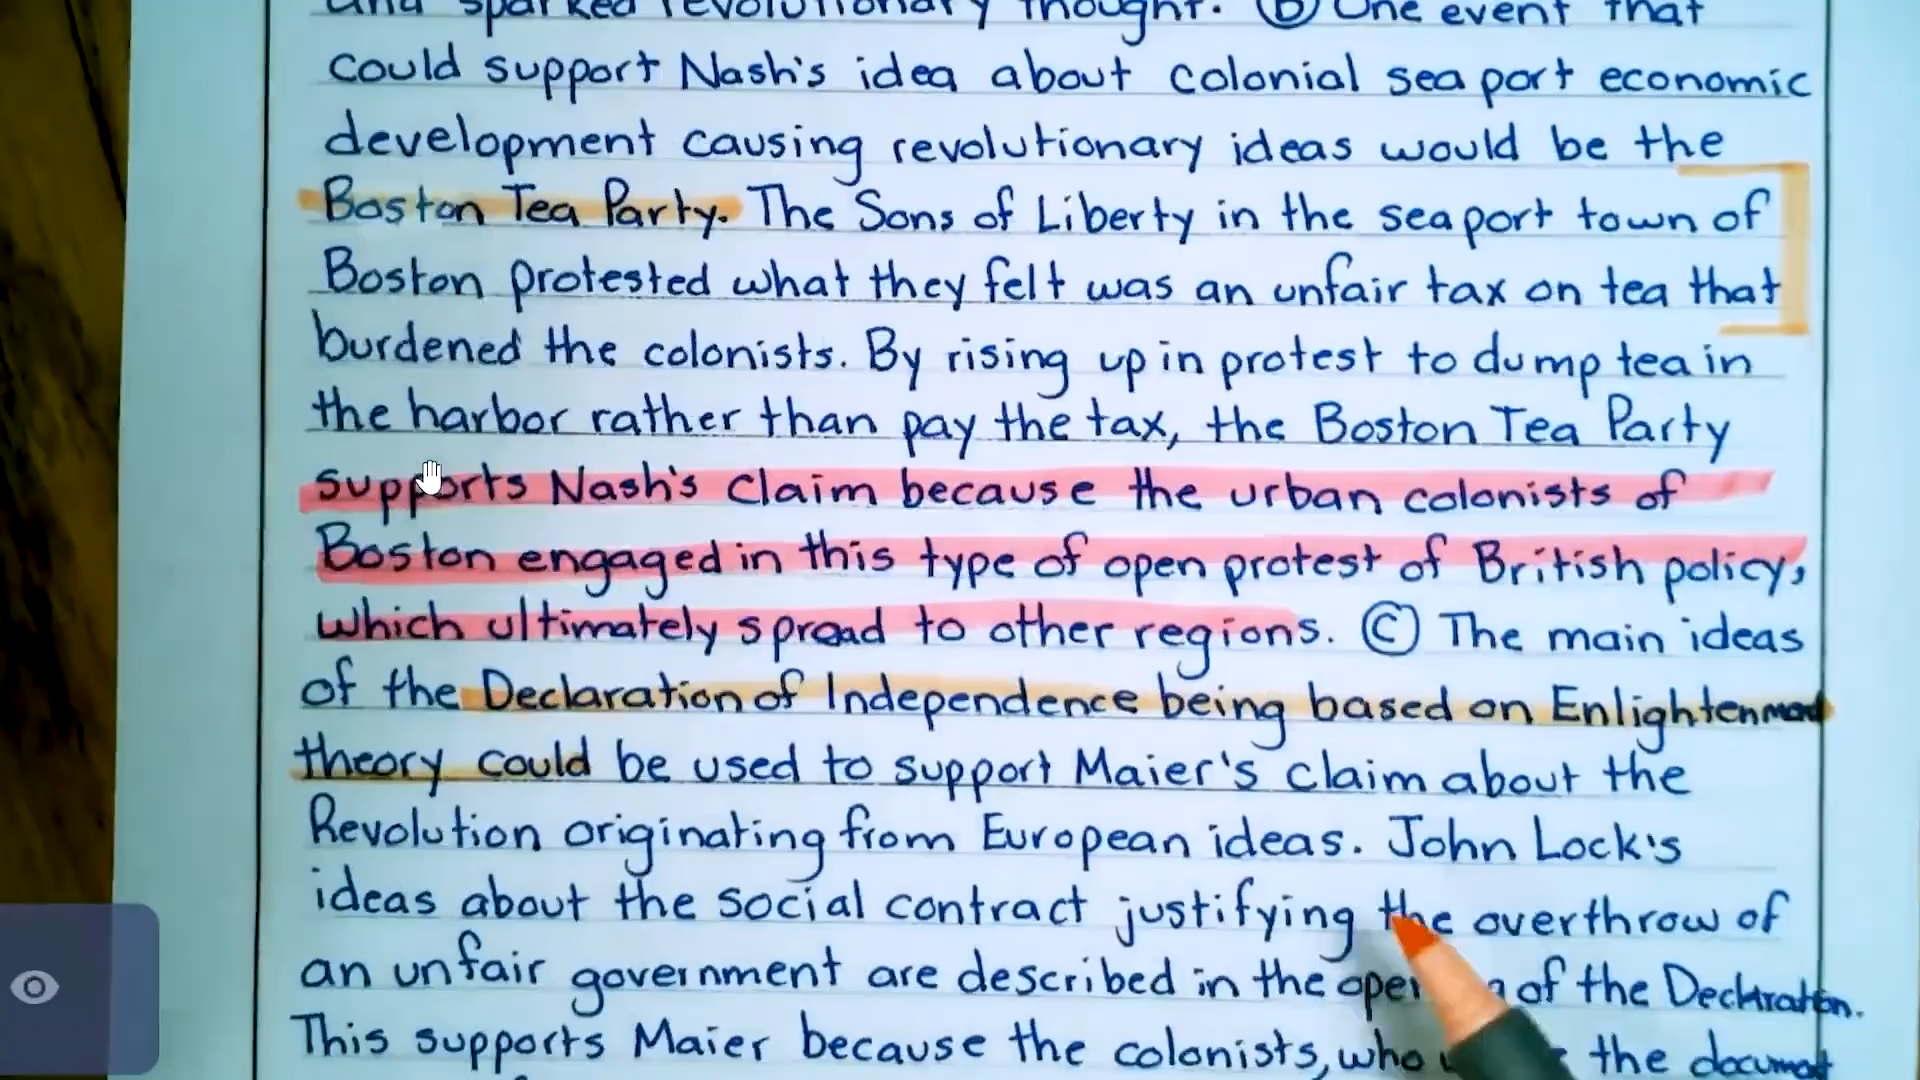 and sparked revolutionary thought. Ⓑ One event that
could support Nash's idea about colonial seaport economic
development causing revolutionary ideas would be the
Boston Tea Party. The Sons of Liberty in the seaport town of
Boston protested what they felt was an unfair tax on tea that
burdened the colonists. By rising up in protest to dump tea in
the harbor rather than pay the tax, the Boston Tea Party
supports Nash's claim because the urban colonists of
Boston engaged in this type of open protest of British policy,
which ultimately spread to other regions. Ⓒ The main ideas
of the Declaration of Independence being based on Enlightenment
theory could be used to support Maier's claim about the
Revolution originating from European ideas. John Lock's
ideas about the social contract justifying the overthrow of
an unfair government are described in the of the Declaration.
This supports Maier because the colonists, who the document